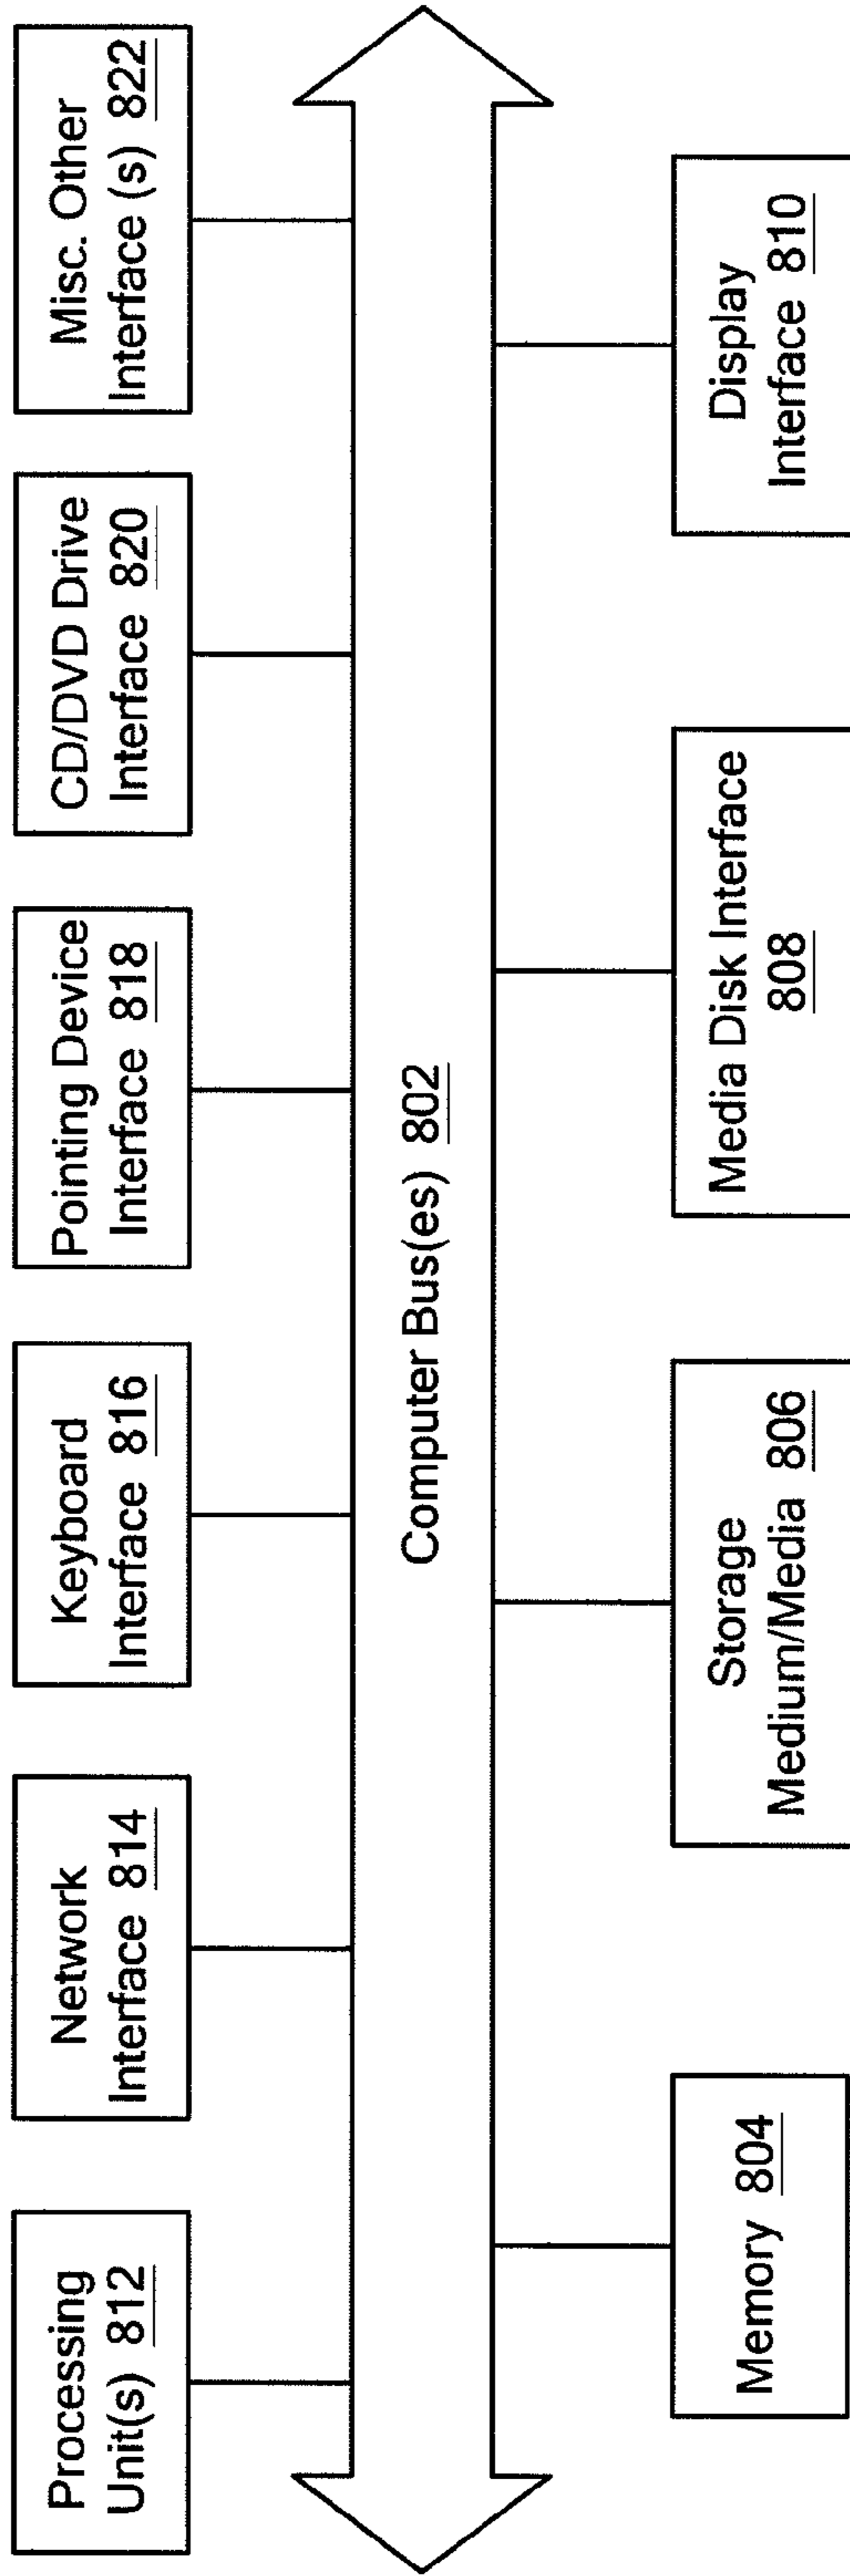 Processing
Unit(s) 812
Network
Interface 814
Keyboard
Interface 816
Pointing Device
Interface 818
CD/DVD Drive
Interface 820
Misc. Other
Interface (s) 822
Computer Bus(es) 802
Memory 804
Storage
Medium/Media 806
Media Disk Interface
808
Display
Interface 810